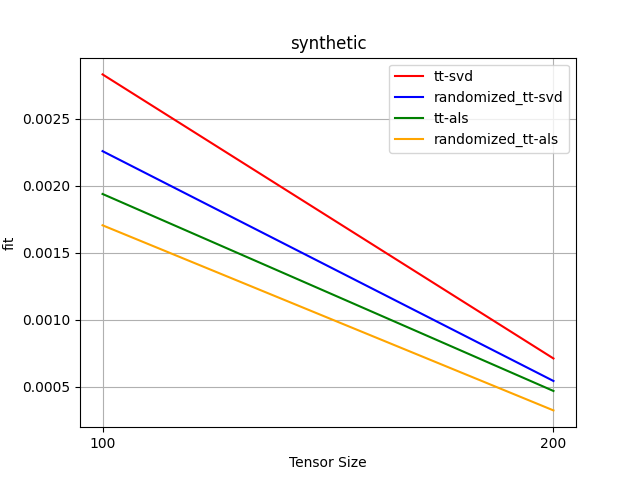 synthetic
tt-svd
randomized_tt-svd
tt-als
randomized_tt-als
0.0025
0.0020
0.0015
0.0010
0.0005
fit
100
200
Tensor Size